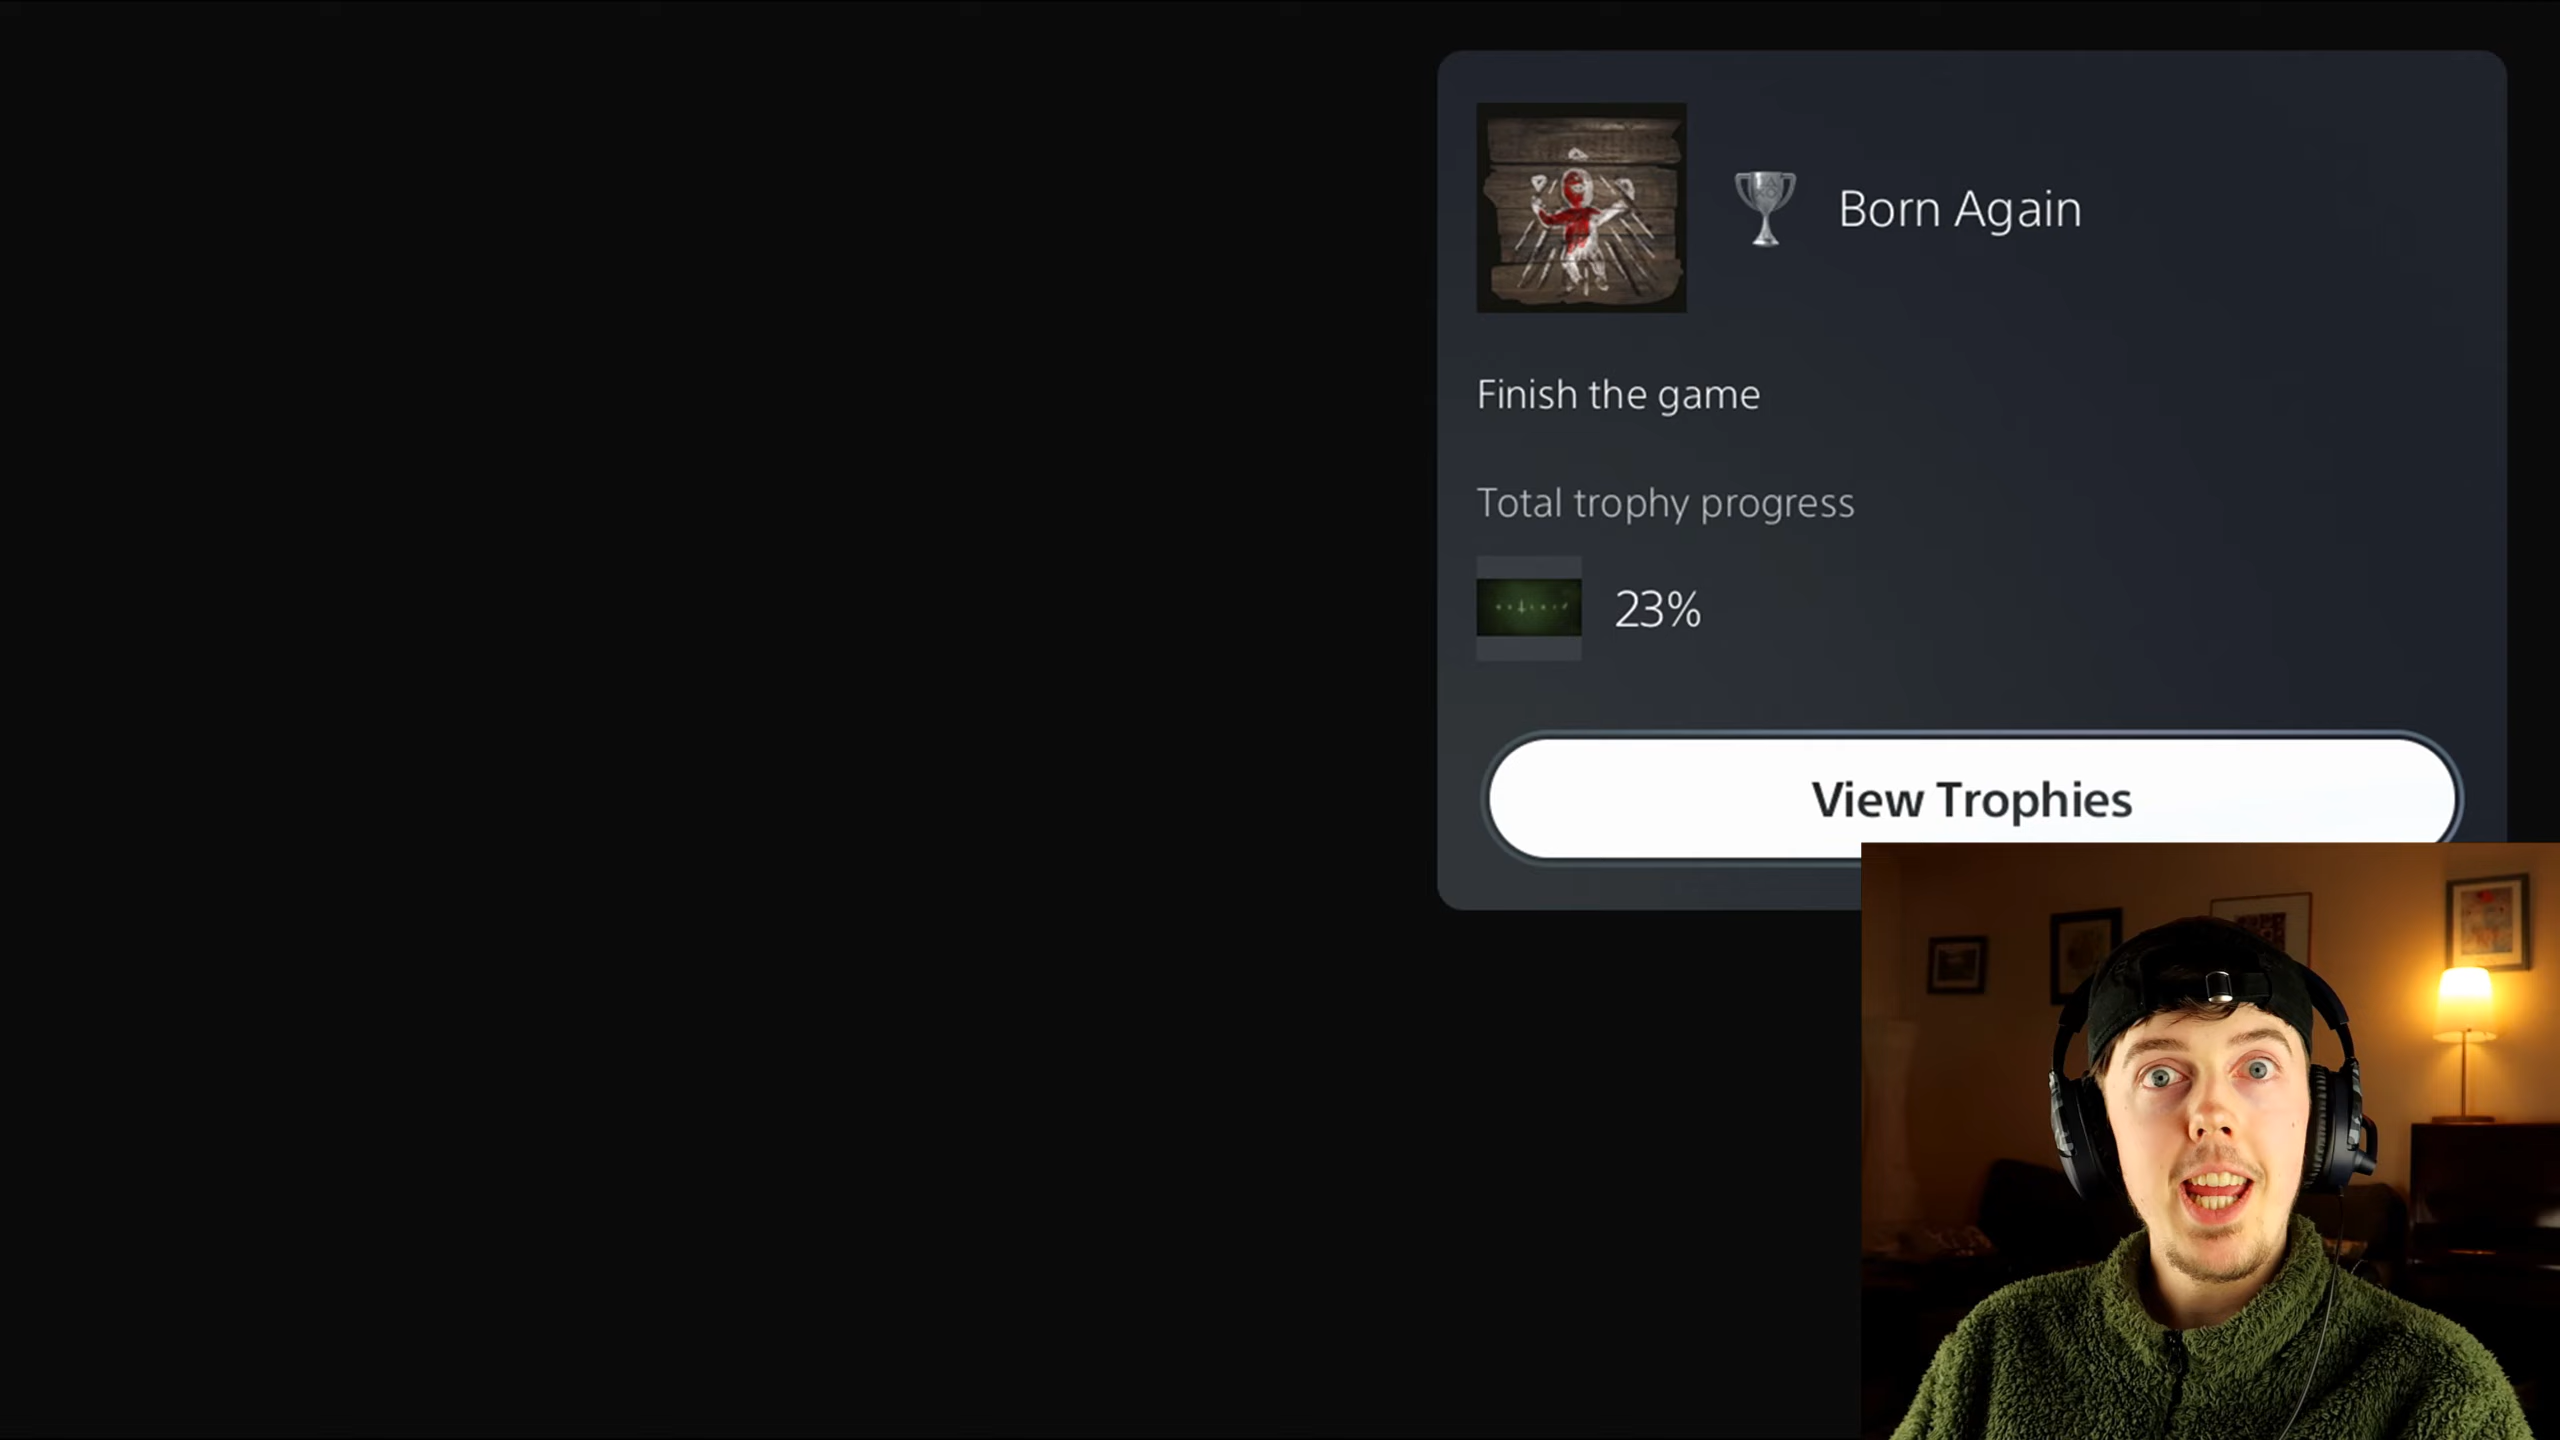 Born Again
Finish the game
Total trophy progress
23%
View Trophies